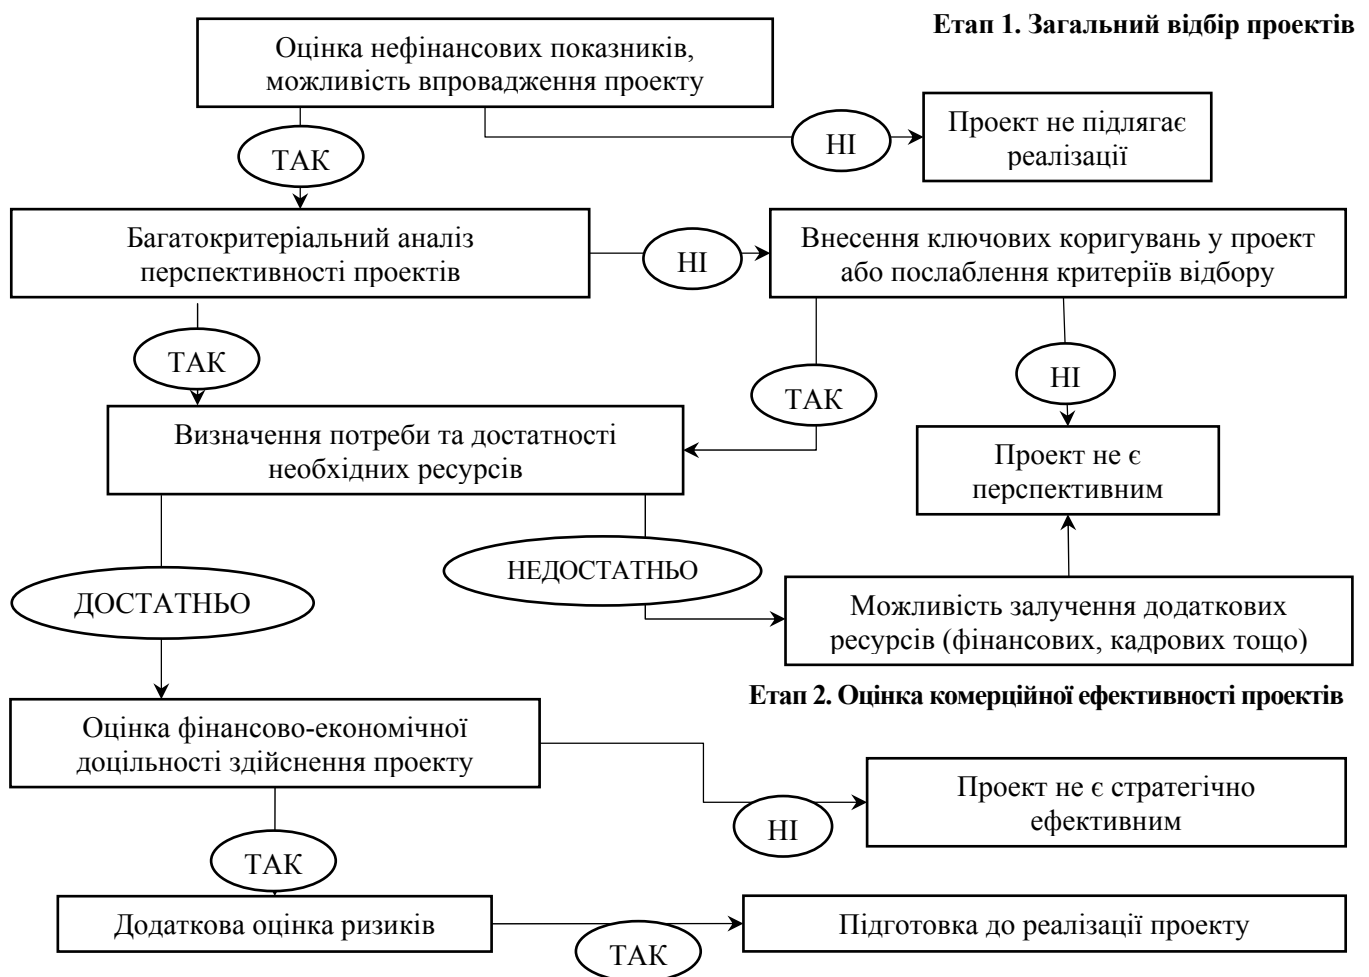 Етап 1. Загальний відбір проектів
Оцінка нефінансових показників,
можливість впровадження проекту
ТАК
НІ
Проект не підлягає
реалізації
Багатокритеріальний аналіз
перспективності проектів
НІ
Внесення ключових коригувань у проект
або послаблення критеріїв відбору
ТАК
ТАК
НІ
Визначення потреби та достатності
необхідних ресурсів
Проект не є
перспективним
ДОСТАТНЬО
НЕДОСТАТНЬО
Можливість залучення додаткових
ресурсів (фінансових, кадрових тощо)
Етап 2. Оцінка комерційної ефективності проектів
Оцінка фінансово-економічної
доцільності здійснення проекту
НІ
Проект не є стратегічно
ефективним
ТАК
Додаткова оцінка ризиків
ТАК
Підготовка до реалізації проекту